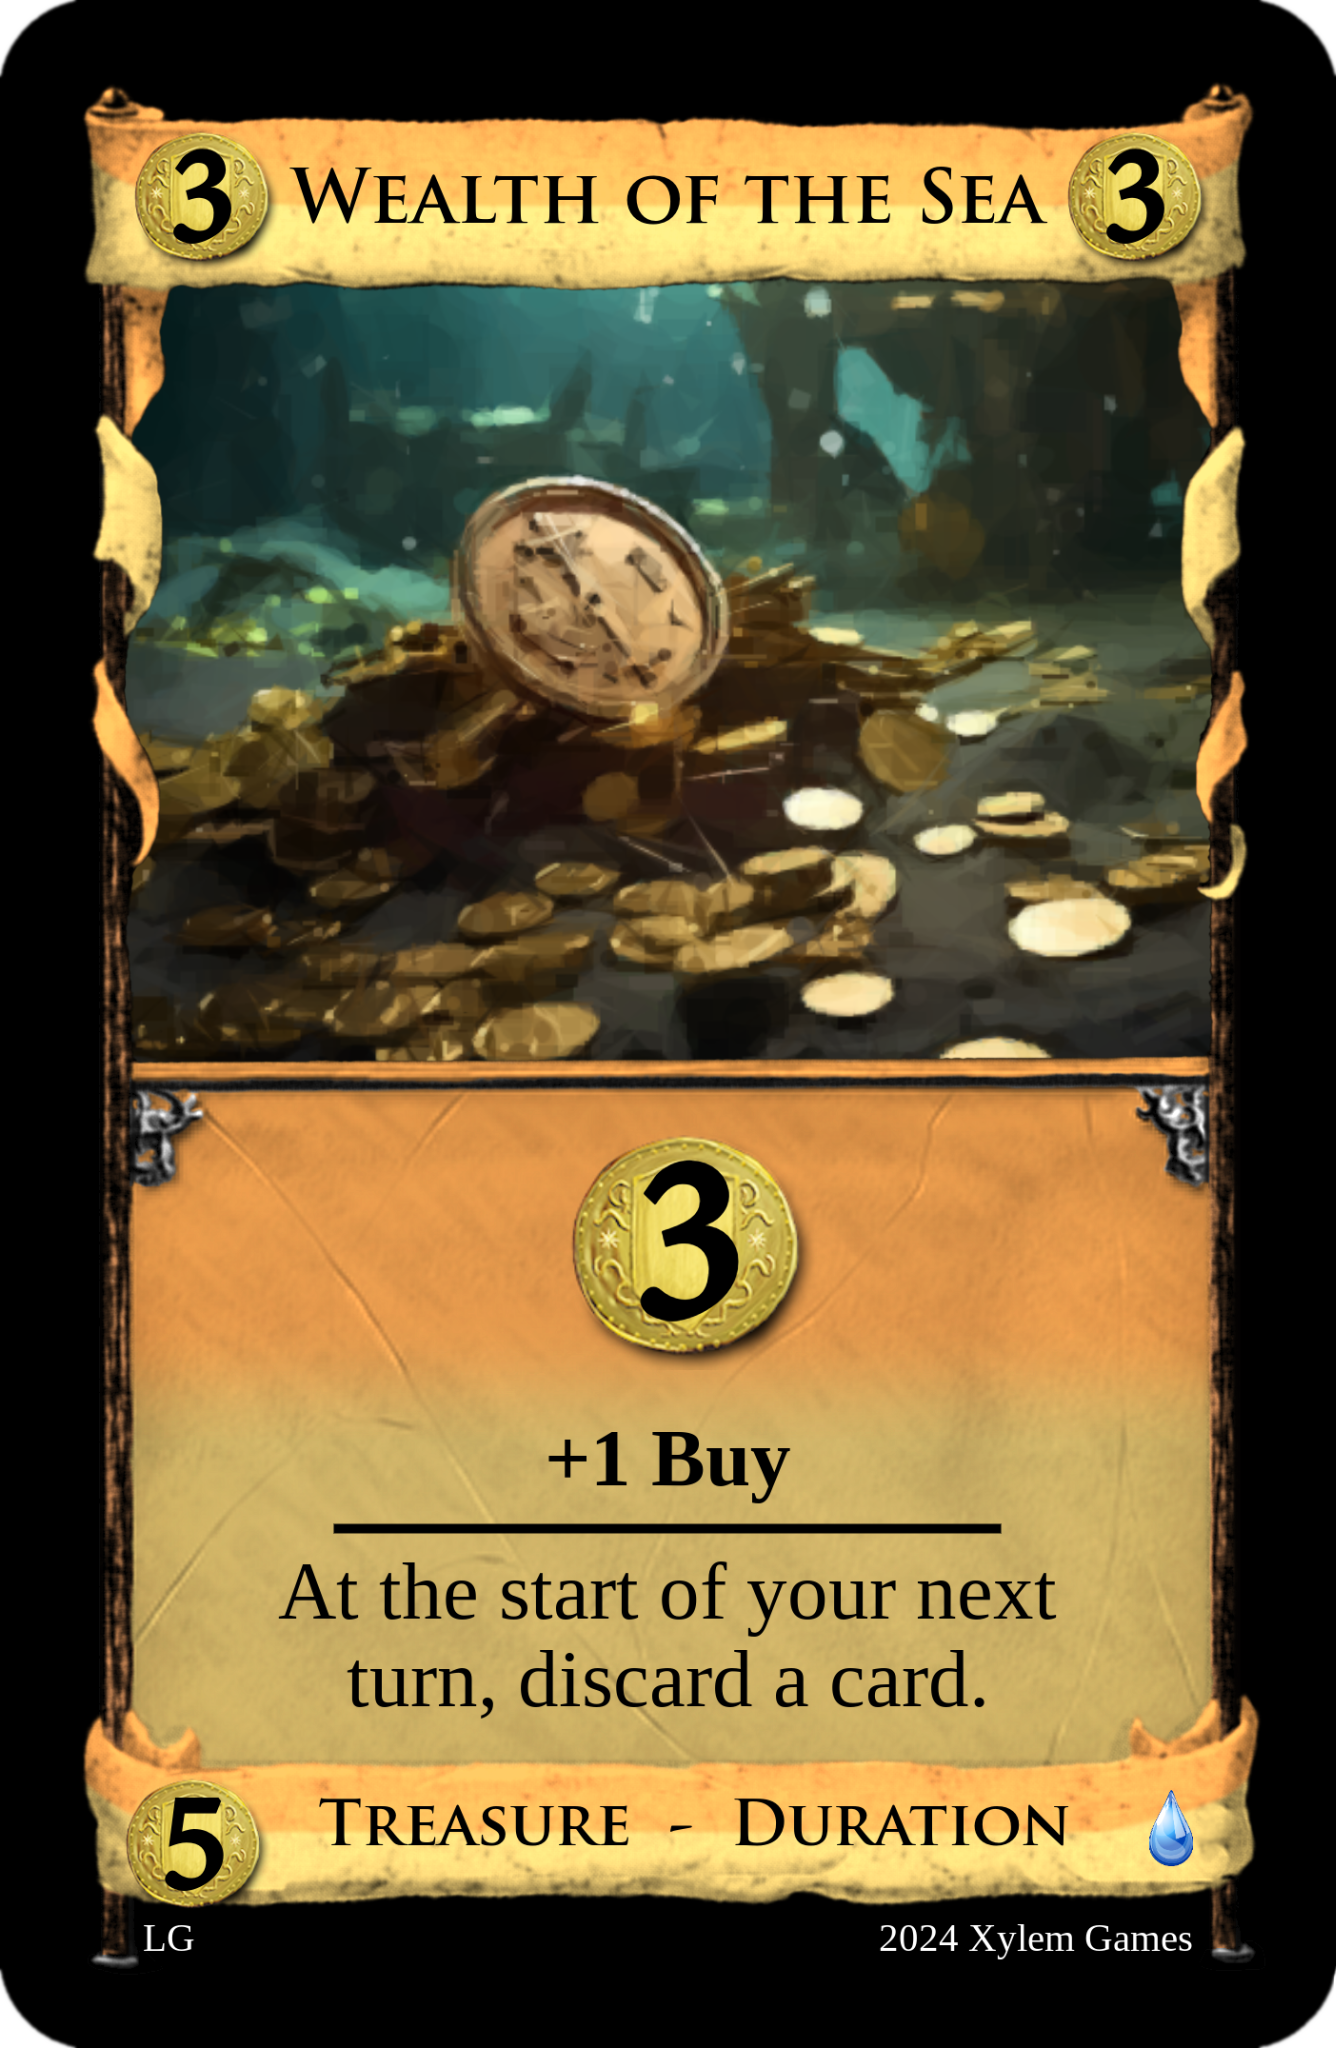 3 Wealth of the Sea 3
3
+1 Buy
At the start of your next
turn, discard a card.
5 Treasure - Duration
LG 2024 Xylem Games